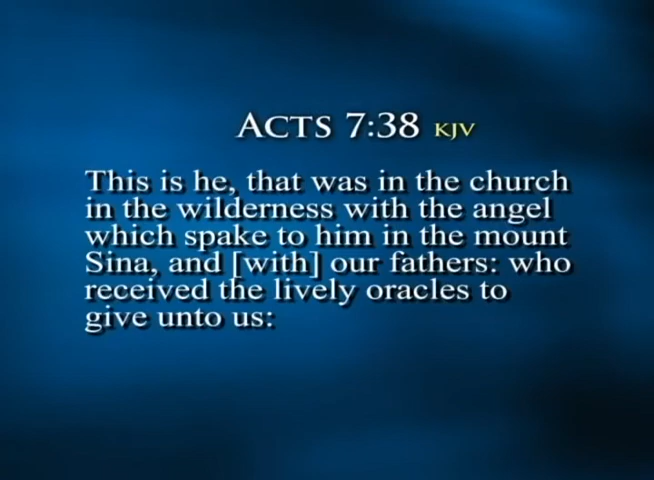 ACTS 7:38 KJV
This is he, that was in the church
in the wilderness with the angel
which spake to him in the mount
Sina, and [with] our fathers: who
received the lively oracles to
give unto us: